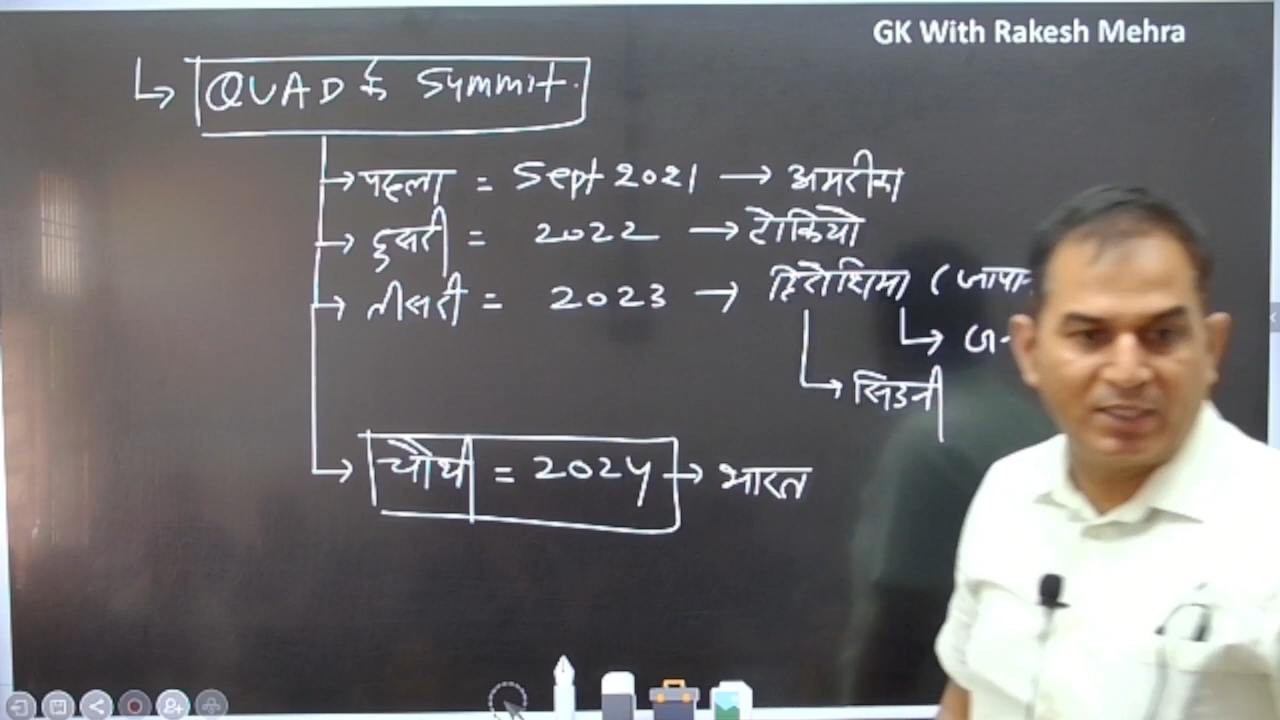 GK With Rakesh Mehra
QUAD के Summit.
पहला = Sept 2021 → अमरीका
दुसरी = 2022 → टोकियो
तीसरी = 2023 → हिरोशिमा (जापा
सिडनी
चौथी = 2024 → भारत